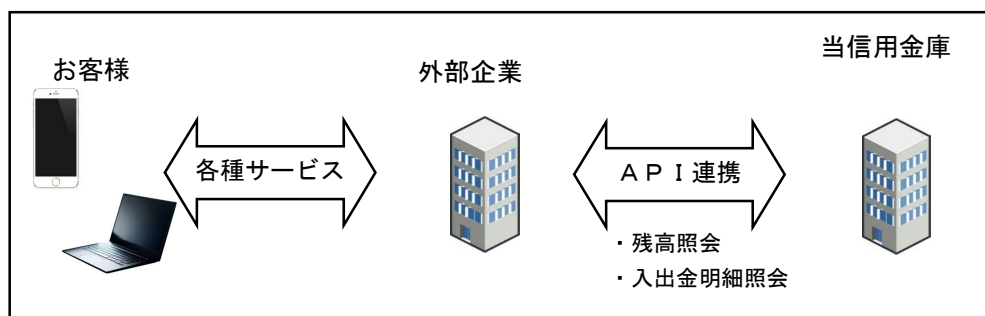 当信用金庫
お客様
外部企業
各種サービス
ＡＰＩ連携
・残高照会
・入出金明細照会